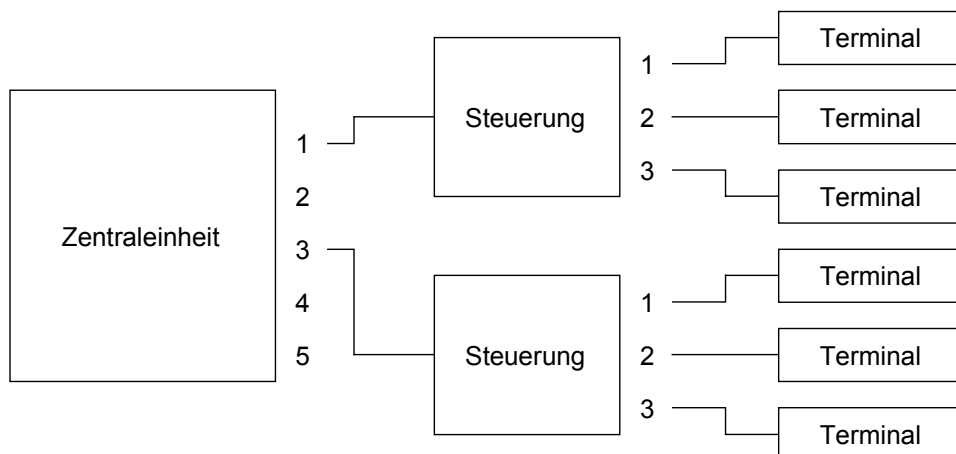 Zentraleinheit
1
2
3
4
5
Steuerung
1
2
3
Terminal
Terminal
Terminal
Steuerung
1
2
3
Terminal
Terminal
Terminal